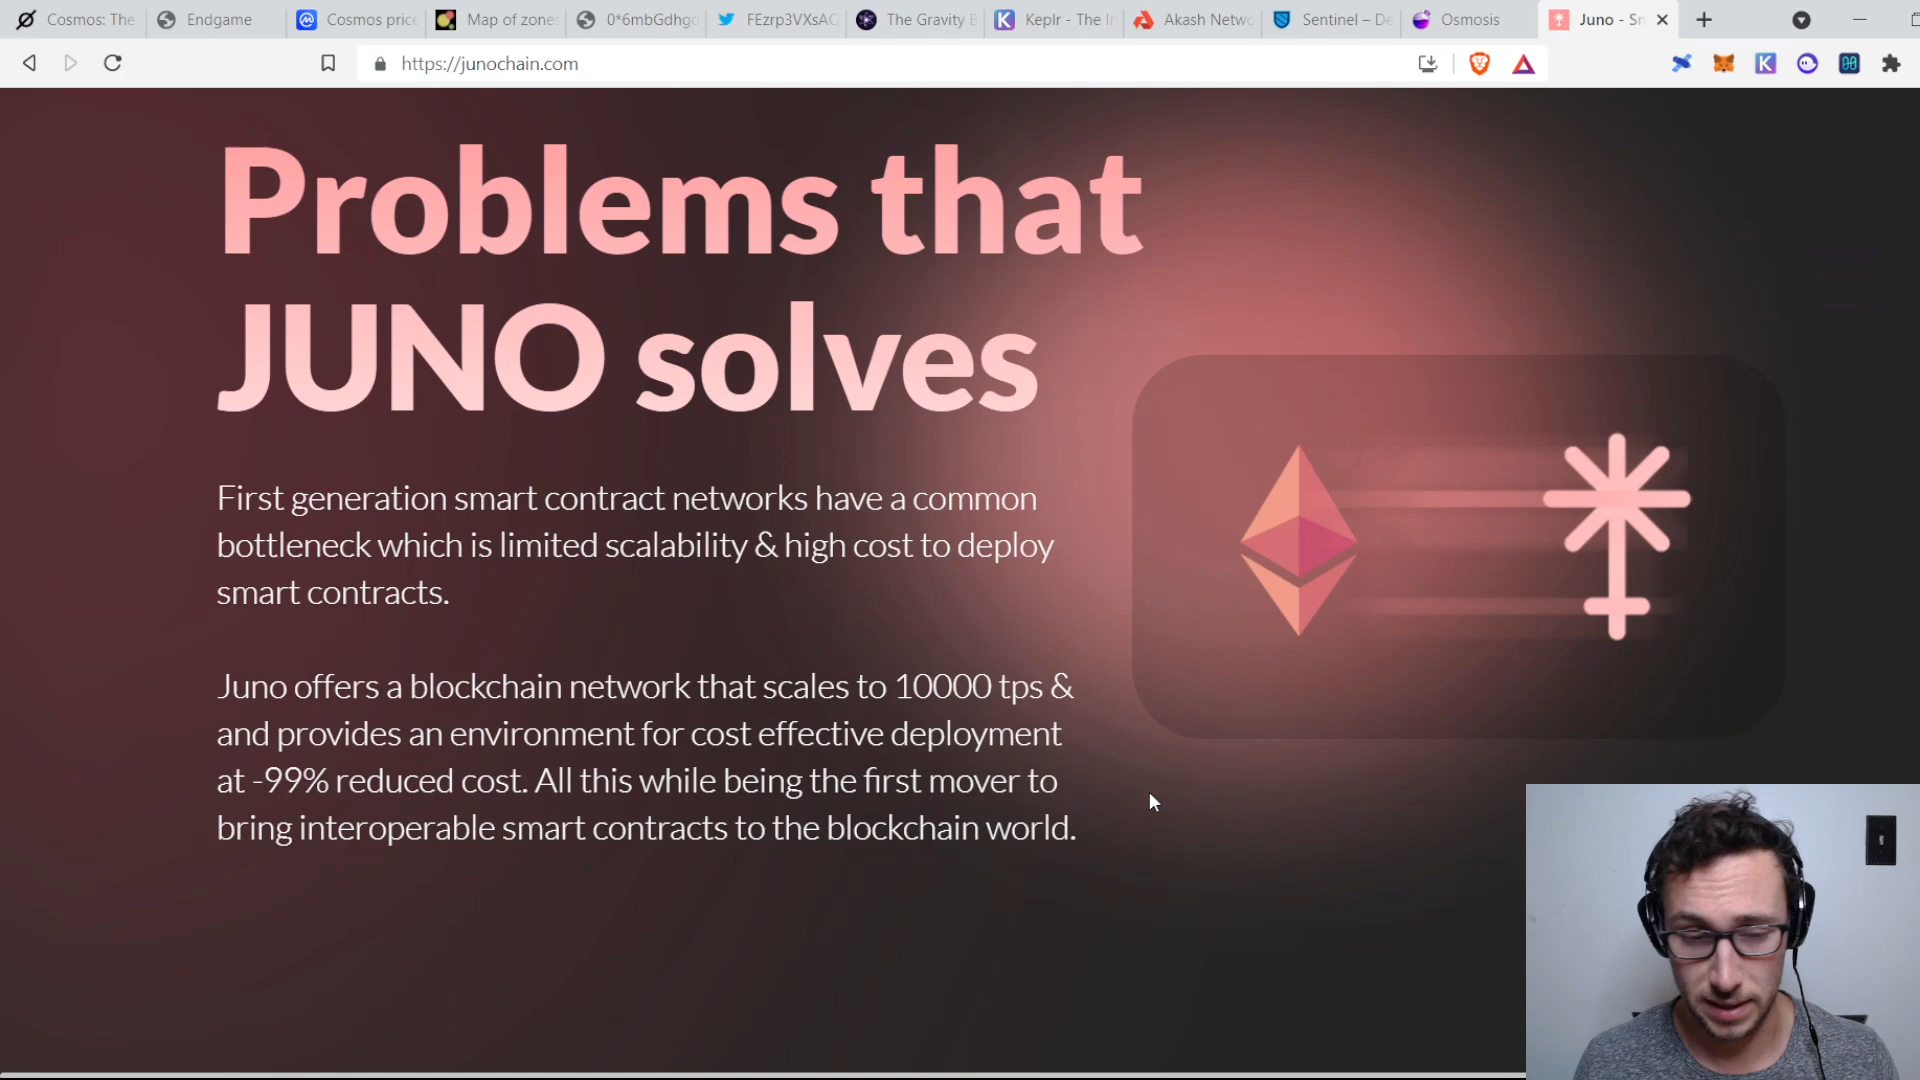 Cosmos: The
Endgame
Cosmos price
Map of zones
0*6mbGdhgd
FEzrp3VXsAC
The Gravity B
Keplr - The In
Akash Netwo
Sentinel – De
Osmosis
Juno - Sm
https://junochain.com
Problems that
JUNO solves
First generation smart contract networks have a common
bottleneck which is limited scalability & high cost to deploy
smart contracts.
Juno offers a blockchain network that scales to 10000 tps &
and provides an environment for cost effective deployment
at -99% reduced cost. All this while being the first mover to
bring interoperable smart contracts to the blockchain world.